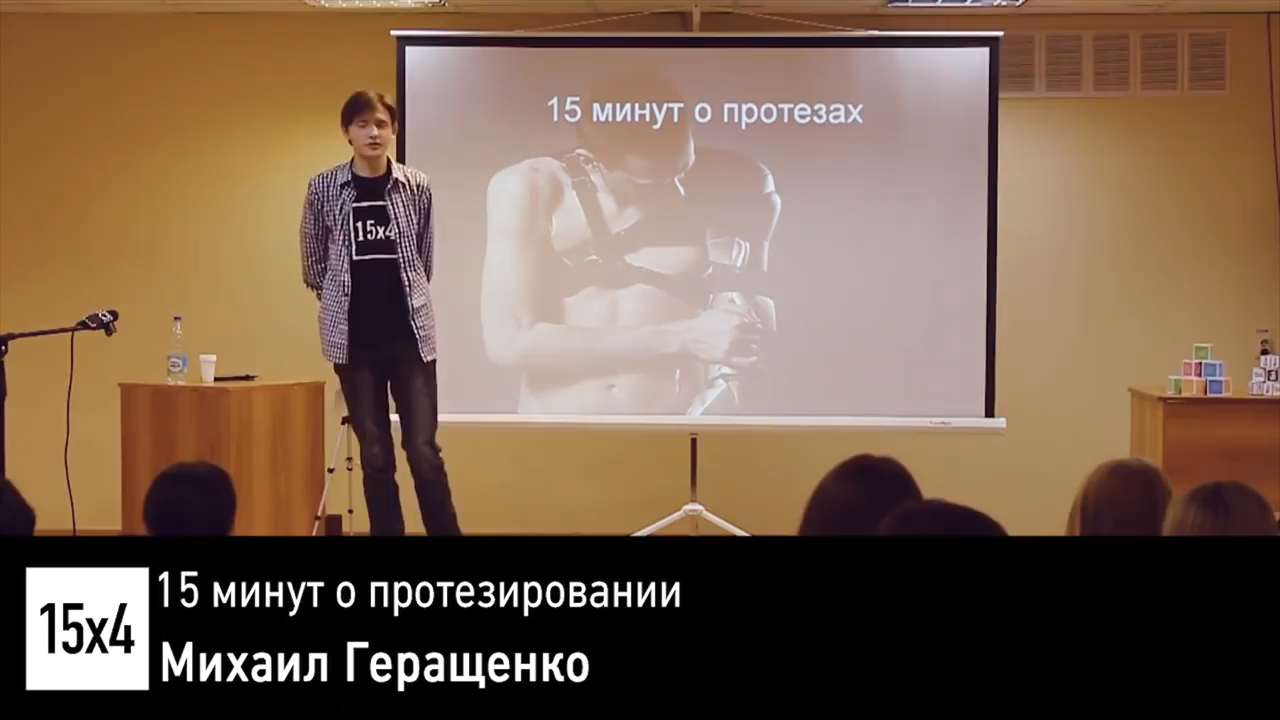 15 минут о протезах
15x4
15x4
15 минут о протезировании
Михаил Геращенко